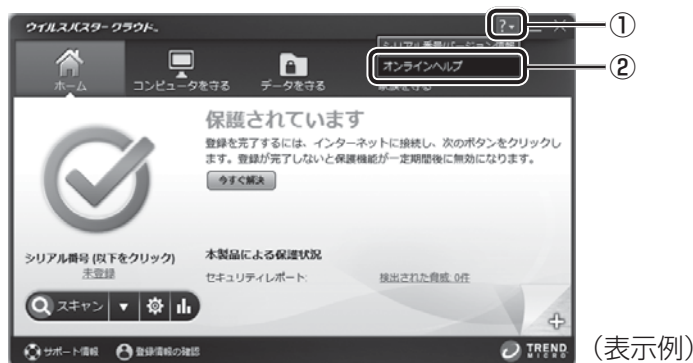 ウイルスバスター クラウド™
?
①
シリアル番号/バージョン情報
オンラインヘルプ
②
ホーム
コンピュータを守る
データを守る
家族を守る
保護されています
登録を完了するには、インターネットに接続し、次のボタンをクリックし
ます。登録が完了しないと保護機能が一定期間後に無効になります。
今すぐ解決
シリアル番号 (以下をクリック)
未登録
本製品による保護状況
セキュリティレポート:
検出された脅威: 0件
スキャン
サポート情報
登録情報の確認
TREND
MICRO
(表示例)